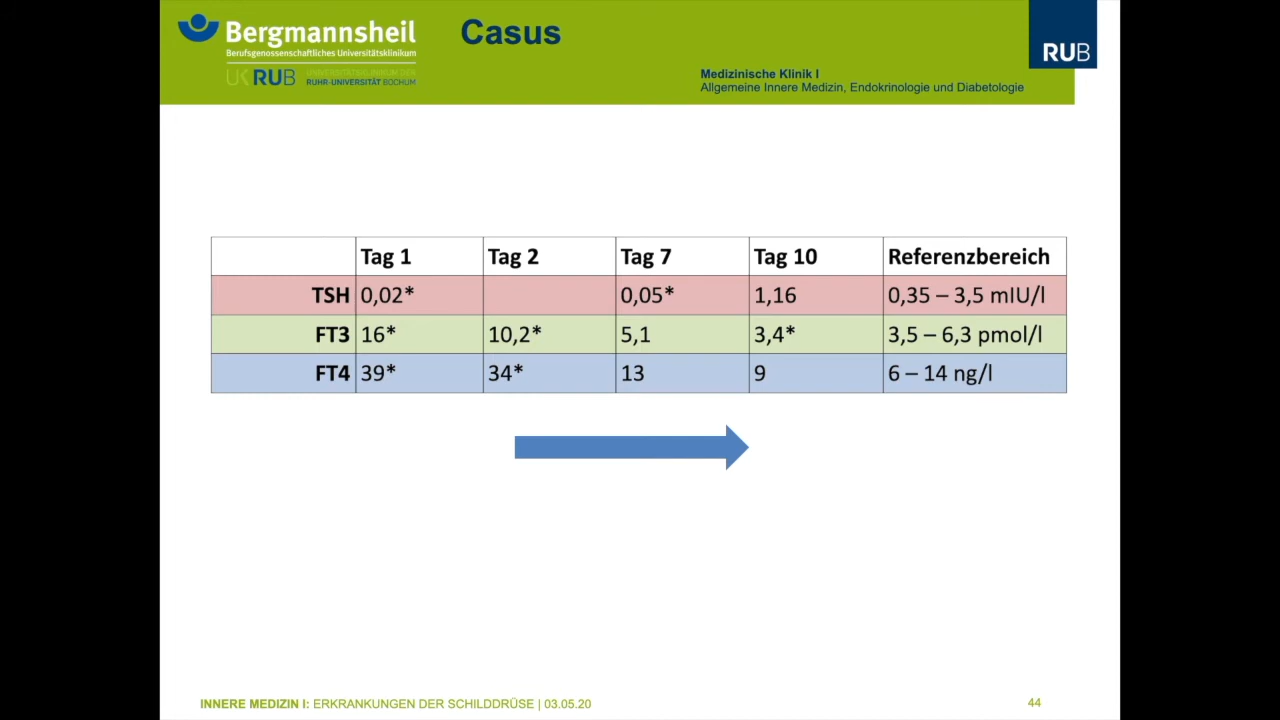 Bergmannsheil
Berufsgenossenschaftliches Universitätsklinikum
UK RUB
UNIVERSITÄTSKLINIKUM DER
RUHR-UNIVERSITÄT BOCHUM
Casus
RUB
Medizinische Klinik I
Allgemeine Innere Medizin, Endokrinologie und Diabetologie
Tag 1 Tag 2 Tag 7 Tag 10 Referenzbereich
TSH 0,02* 0,05* 1,16 0,35 – 3,5 mIU/l
FT3 16* 10,2* 5,1 3,4* 3,5 – 6,3 pmol/l
FT4 39* 34* 13 9 6 – 14 ng/l
INNERE MEDIZIN I: ERKRANKUNGEN DER SCHILDDRÜSE | 03.05.20
44